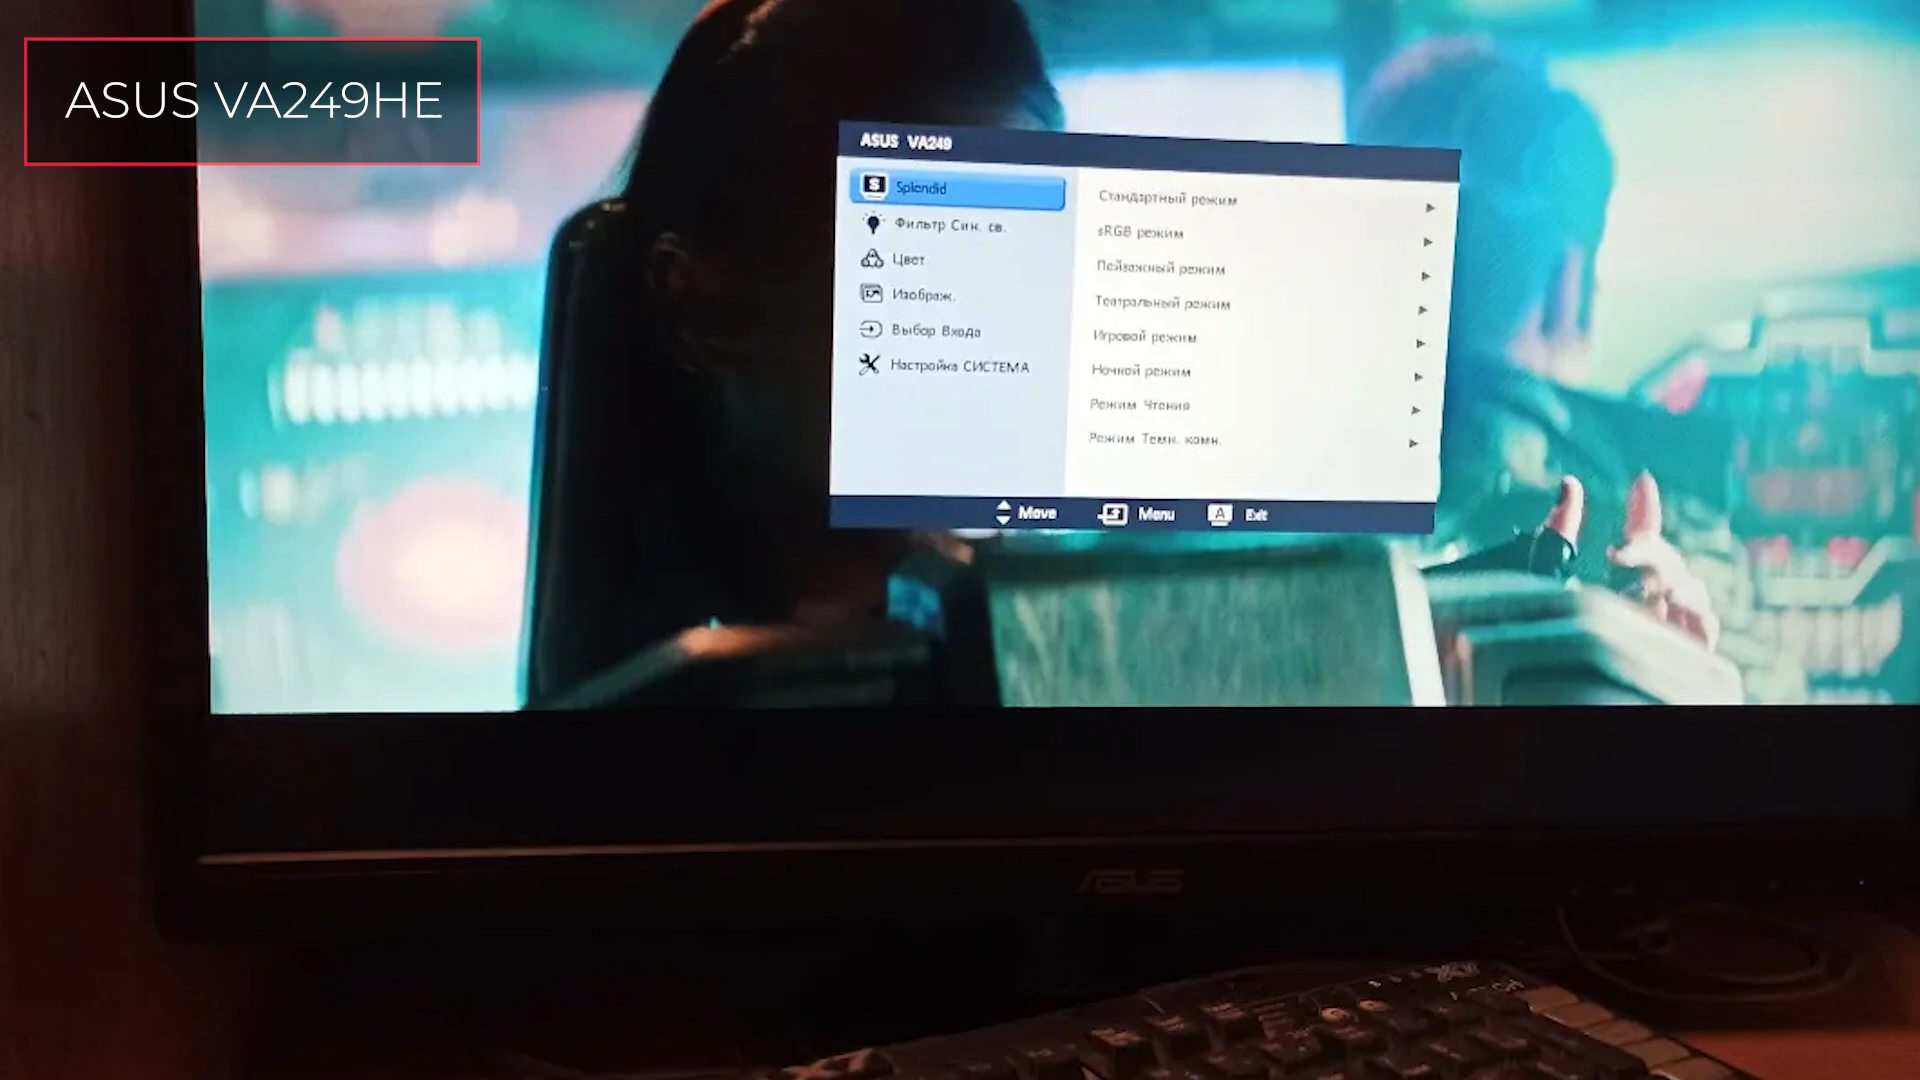 ASUS VA249HE
ASUS VA249
Splendid
Фильтр Син. св.
Цвет
Изображ.
Выбор Входа
Настройка СИСТЕМА
Стандартный режим
sRGB режим
Пейзажный режим
Театральный режим
Игровой режим
Ночной режим
Режим Чтения
Режим Темн. комн.
Move Menu A Exit
ASUS